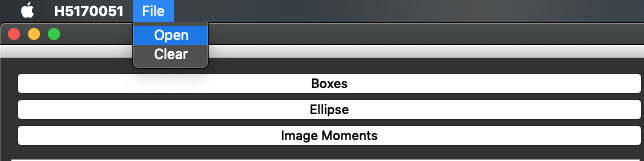 H5170051 File
Open
Clear
Boxes
Ellipse
Image Moments